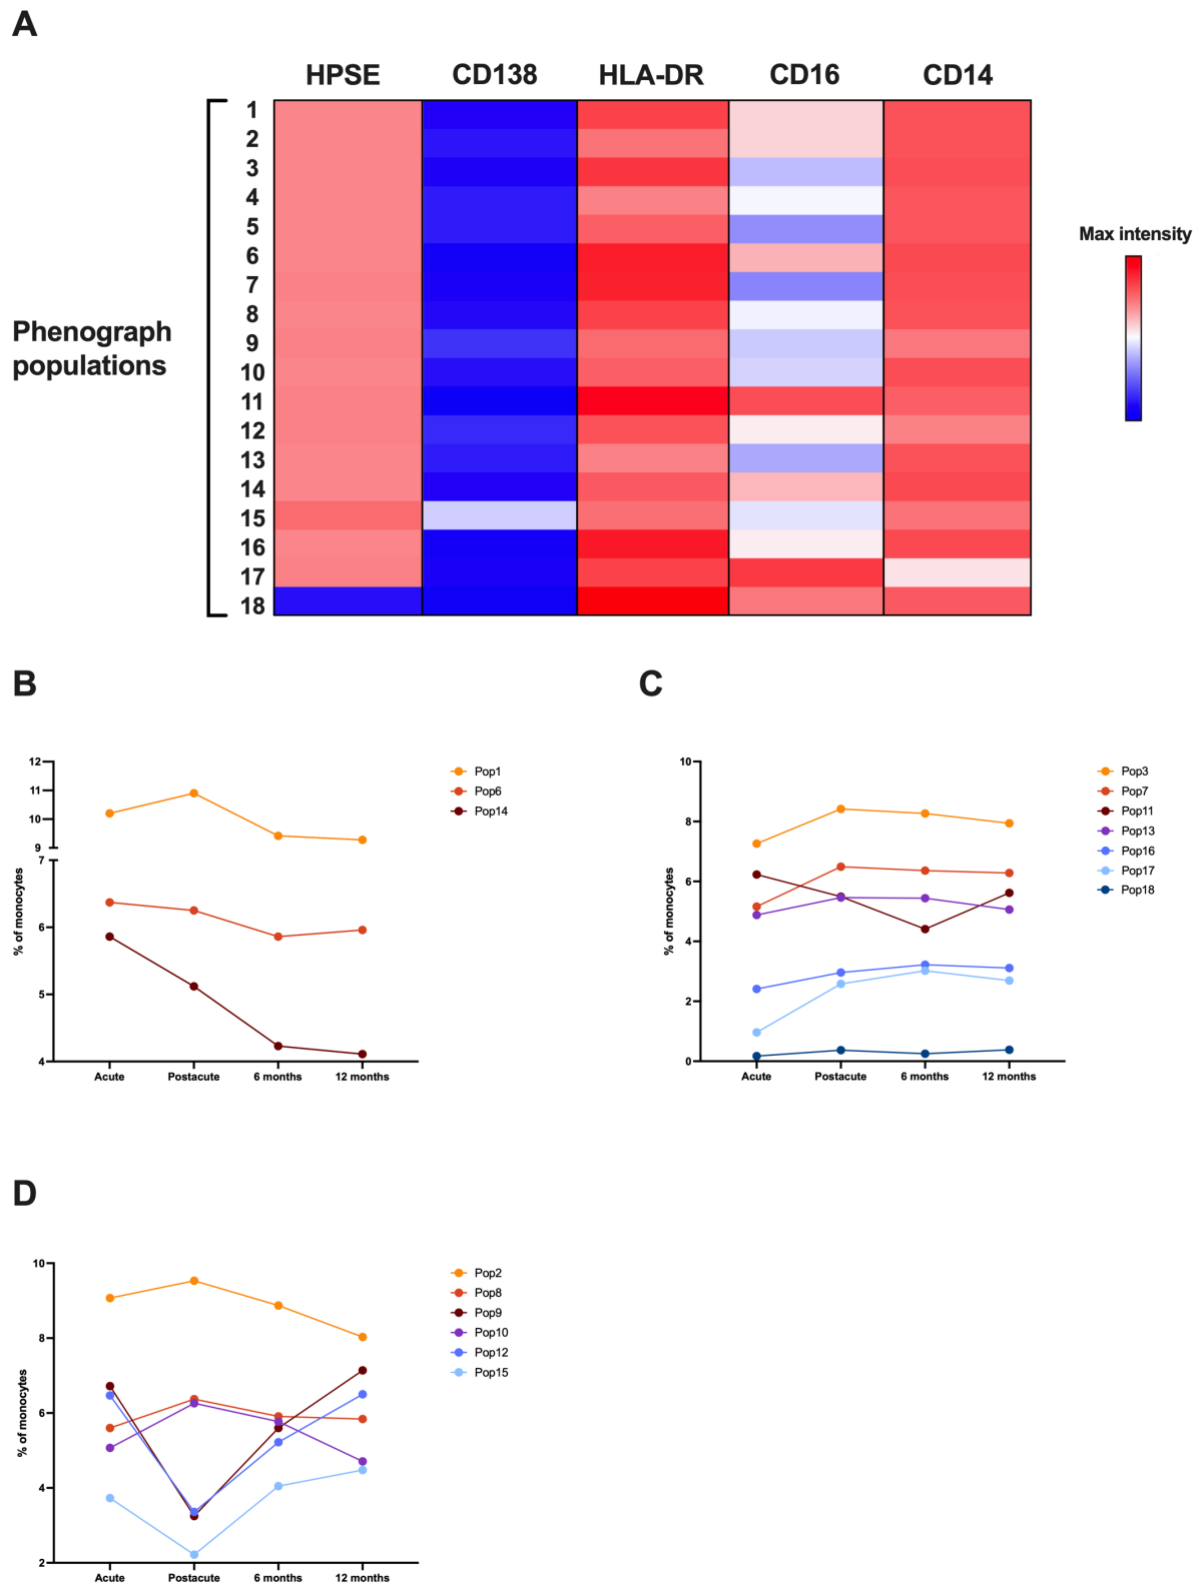 A
HPSE CD138 HLA-DR CD16 CD14
1
2
3
4
5
6
7
8
9
10
11
12
13
14
15
16
17
18
Phenograph
populations
Max intensity
B
12
11
10
9
7
6
5
4
% of monocytes
Acute Postacute 6 months 12 months
Pop1
Pop6
Pop14
C
10
8
6
4
2
0
% of monocytes
Acute Postacute 6 months 12 months
Pop3
Pop7
Pop11
Pop13
Pop16
Pop17
Pop18
D
10
8
6
4
2
% of monocytes
Acute Postacute 6 months 12 months
Pop2
Pop8
Pop9
Pop10
Pop12
Pop15